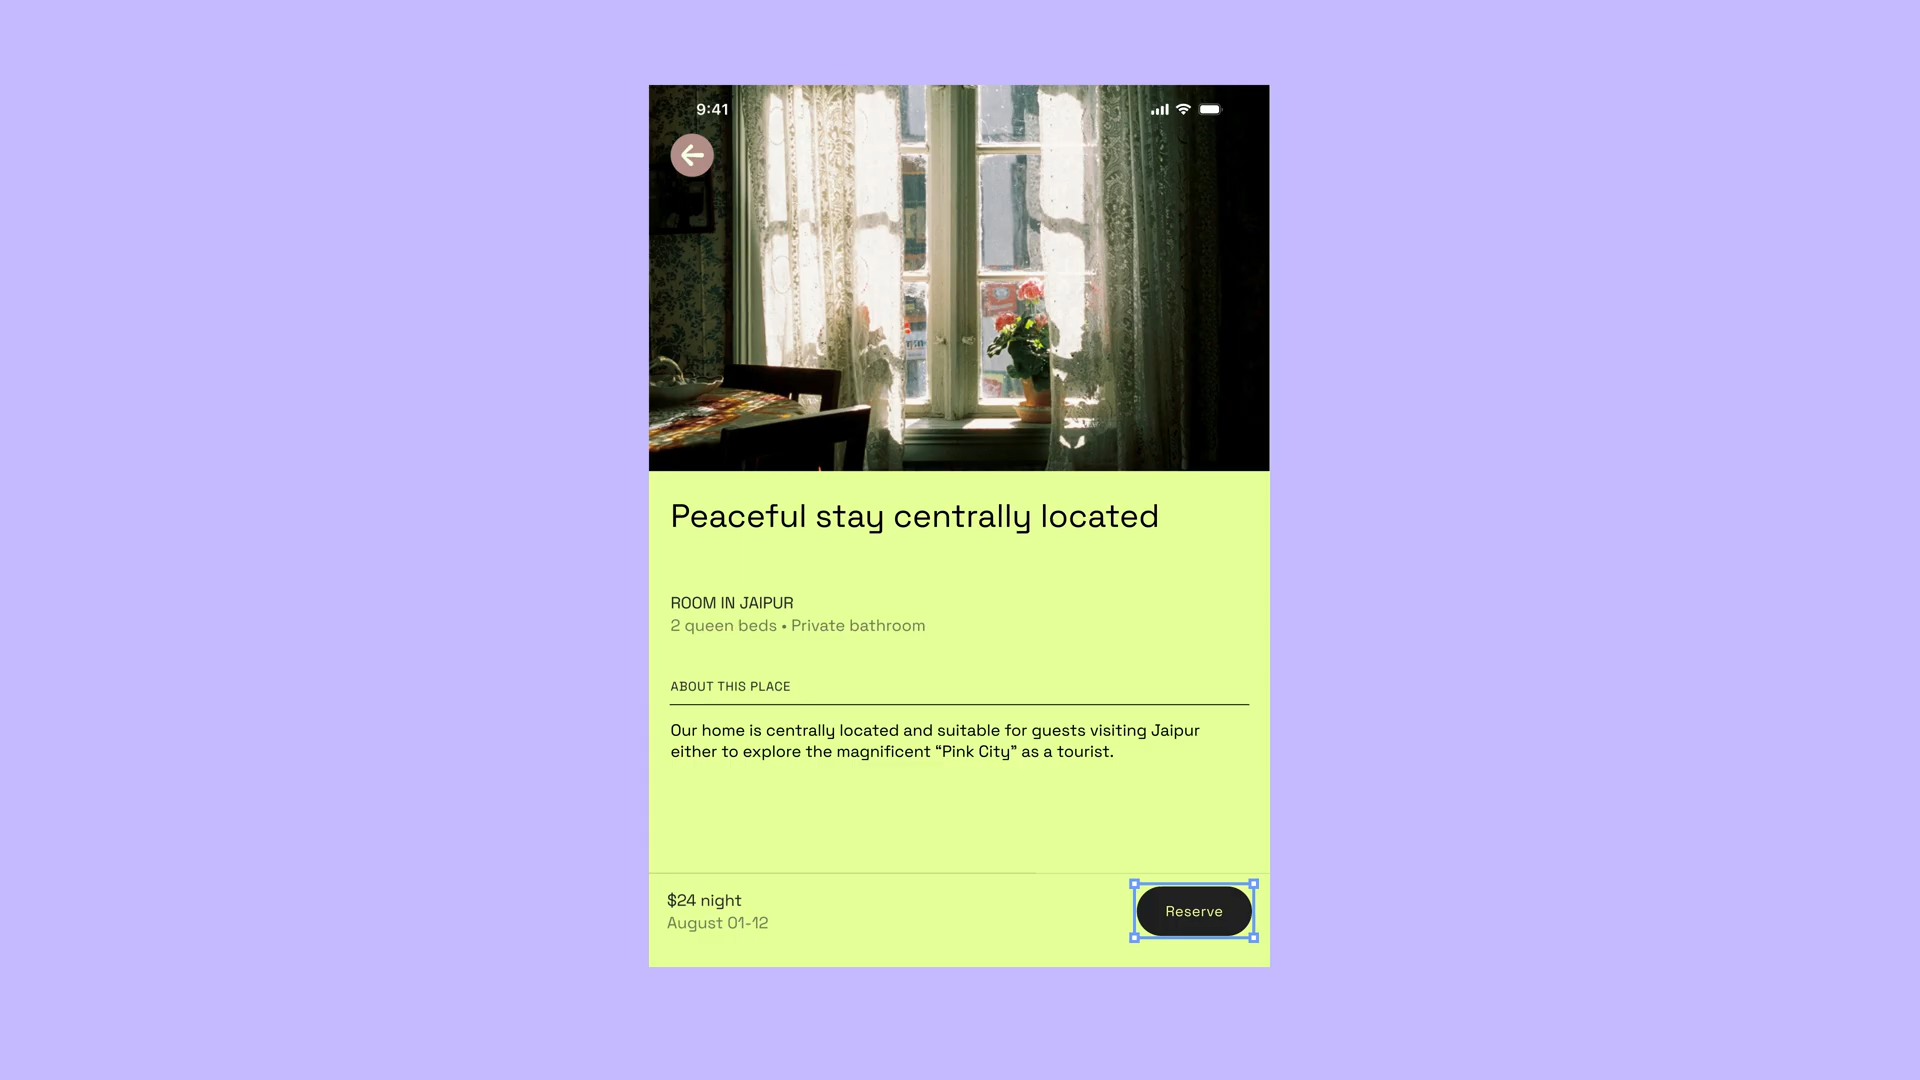 9:41
Peaceful stay centrally located
ROOM IN JAIPUR
2 queen beds • Private bathroom
ABOUT THIS PLACE
Our home is centrally located and suitable for guests visiting Jaipur
either to explore the magnificent “Pink City” as a tourist.
$24 night
August 01-12
Reserve